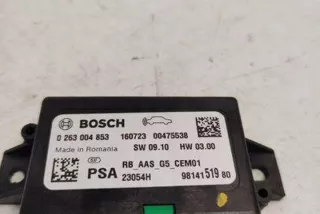 BOSCH
0 263 004 853 160723 00475538
Made in Romania SW 09.10 HW 03.00
RB_AAS_G5_CEM01
PSA 23054H 98141519 80